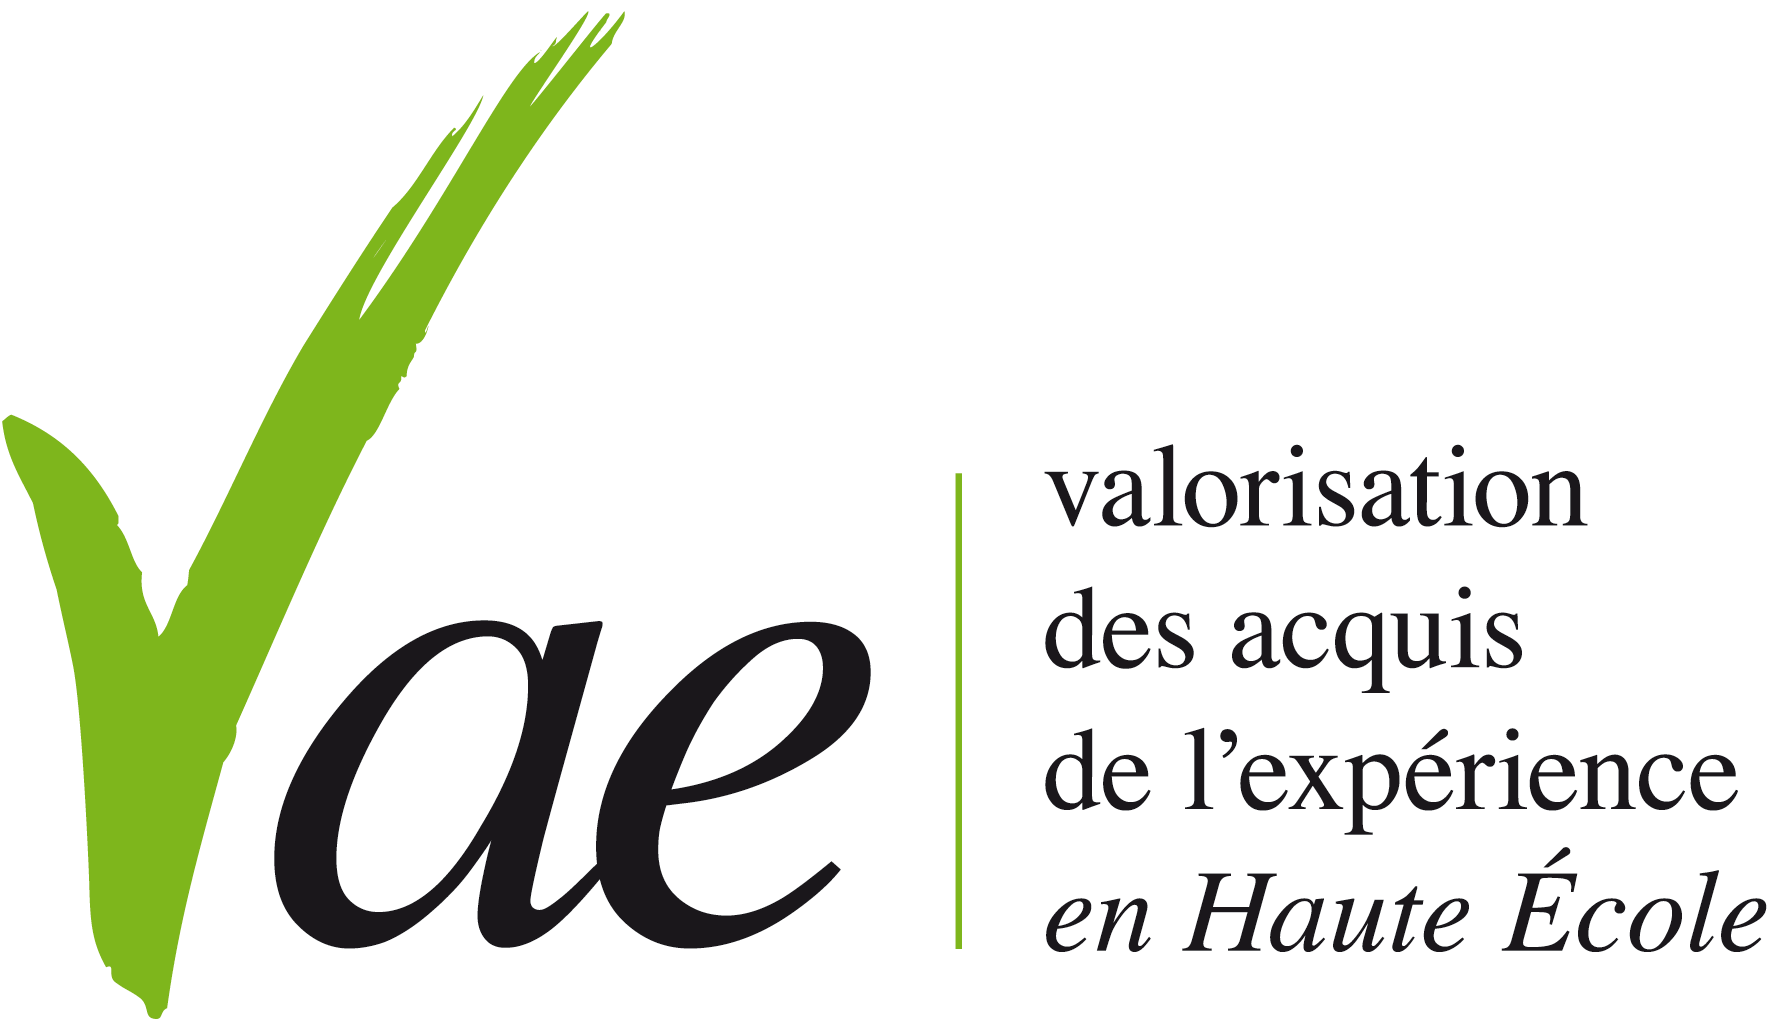 Vae
valorisation
des acquis
de l’expérience
en Haute École